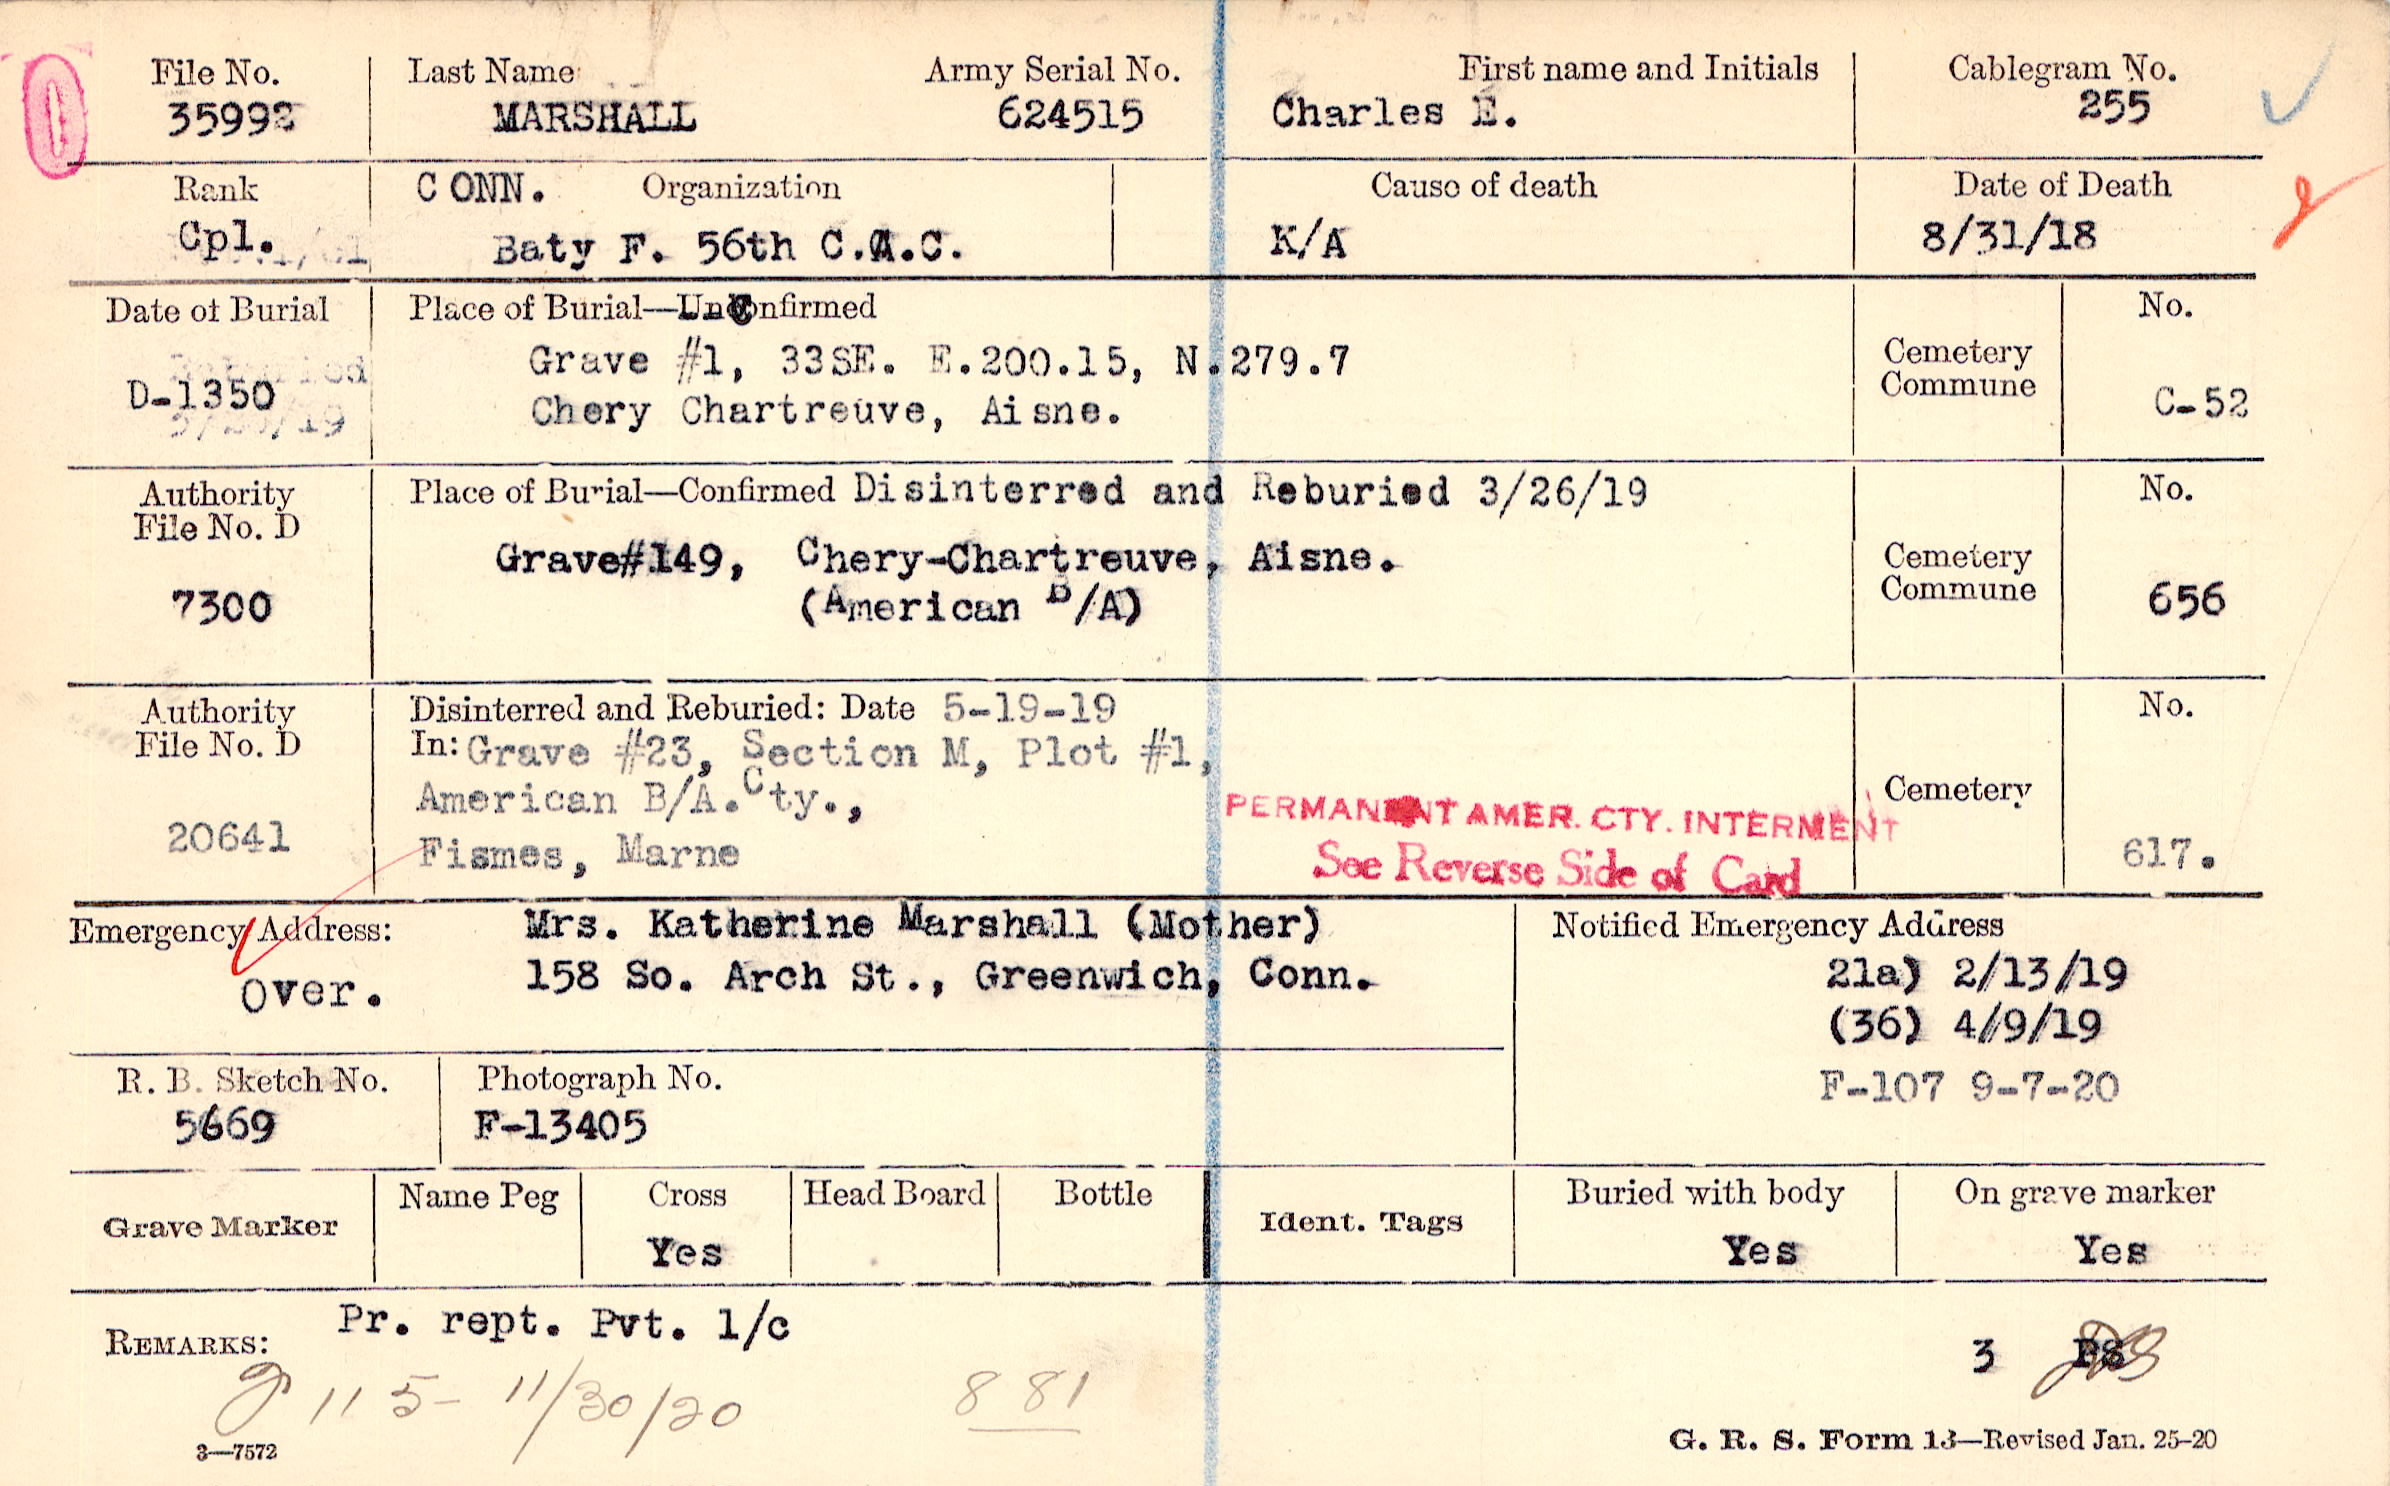 File No. Last Name Army Serial No. First name and Initials Cablegram No.
35992 MARSHALL 624515 Charles E. 255
Rank CONN. Organization Cause of death Date of Death
Cpl. Baty F. 56th C.A.C. K/A 8/31/18
Date of Burial Place of Burial—Unconfirmed No.
Grave #1, 33SE. E.200.15, N.279.7 Cemetery
D-1350 Chery Chartreuve, Aisne. Commune C-52
Authority Place of Burial—Confirmed Disinterred and Reburied 3/26/19 No.
File No. D
Grave#149, Chery-Chartreuve, Aisne. Cemetery
7300 (American B/A) Commune 656
Authority Disinterred and Reburied: Date 5-19-19 No.
File No. D In: Grave #23, Section M, Plot #1,
American B/A. Cty., Cemetery
PERMANENT AMER. CTY. INTERMENT
20641 Fismes, Marne 617.
See Reverse Side of Card
Emergency Address: Mrs. Katherine Marshall (Mother) Notified Emergency Address
Over. 158 So. Arch St., Greenwich, Conn. 21a) 2/13/19
(36) 4/9/19
R. B. Sketch No. Photograph No. F-107 9-7-20
5669 F-13405
Grave Marker Name Peg Cross Head Board Bottle Ident. Tags Buried with body On grave marker
Yes Yes Yes
REMARKS: Pr. rept. Pvt. 1/c
3
115- 11/30/20 881
3—7572 G. R. S. Form 13—Revised Jan. 25-20